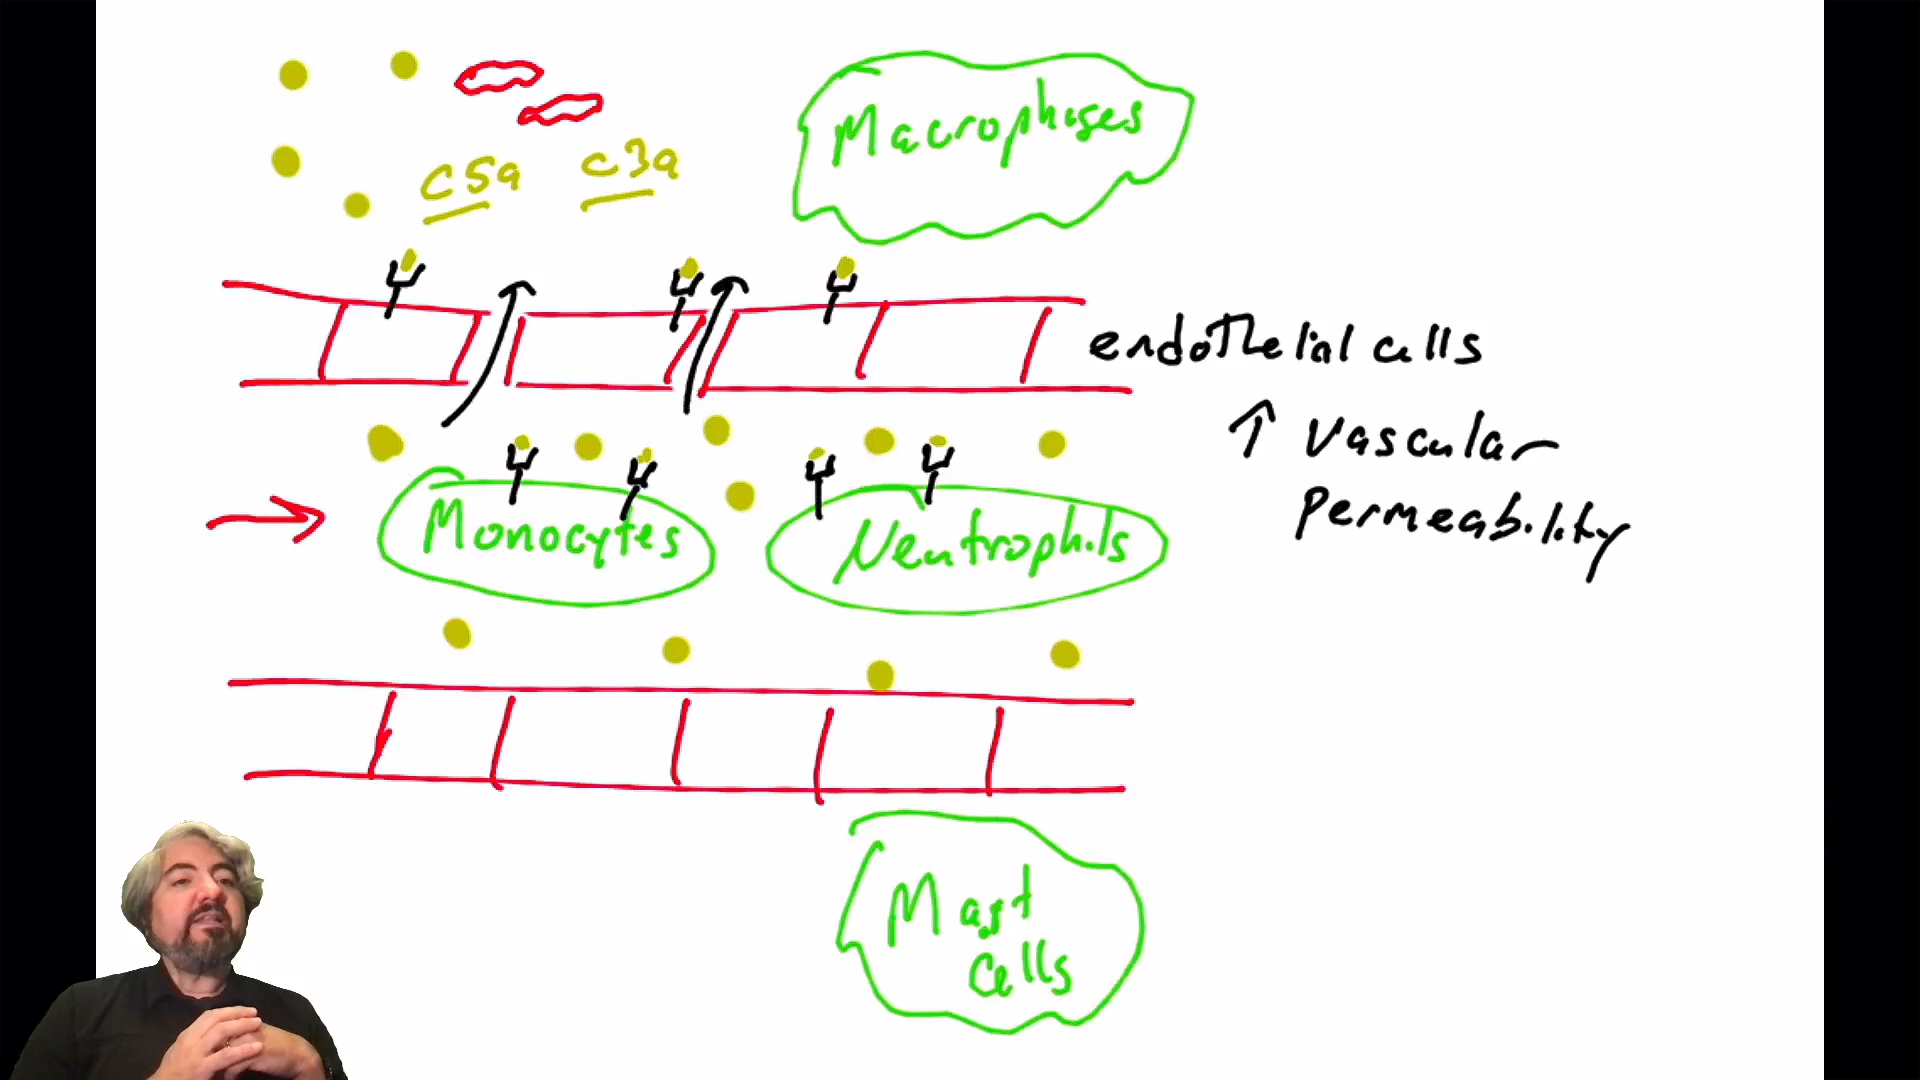 Macrophages
C5a C3a
endothelial cells
↑ Vascular
Permeability
Monocytes
Neutrophils
Mast
Cells